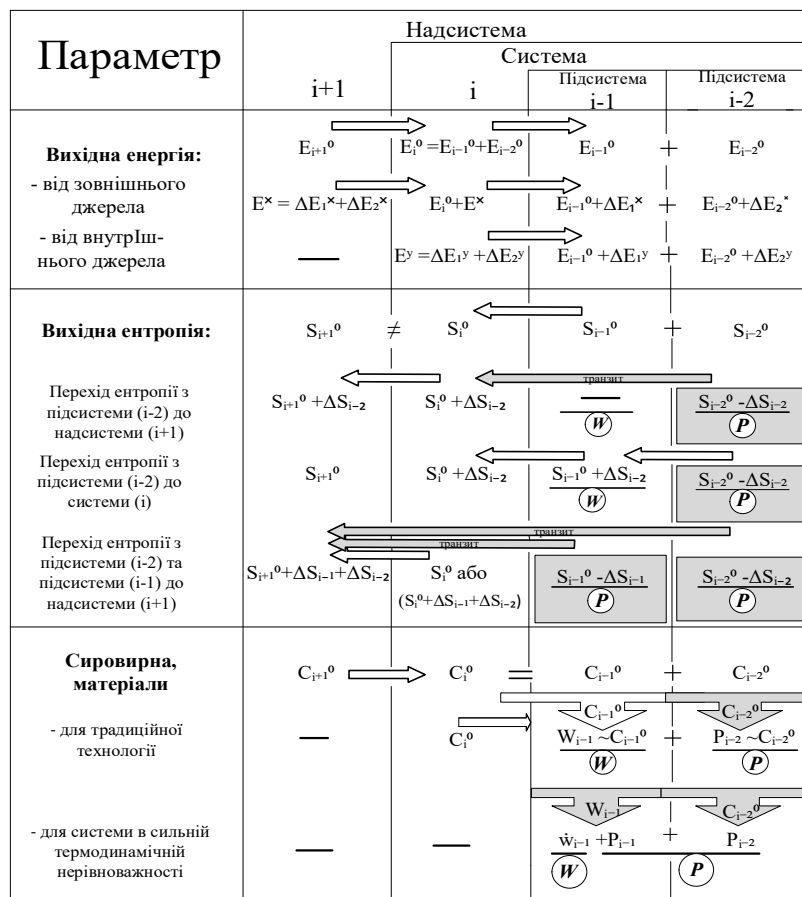 Параметр
Надсистема
Система
i+1
i
Підсистема
i-1
Підсистема
i-2
Вихідна енергія:
Eᵢ₊₁⁰
Eᵢ⁰ =Eᵢ₋₁⁰+Eᵢ₋₂⁰
Eᵢ₋₁⁰
+
Eᵢ₋₂⁰
- від зовнішнього
джерела
Eˣ = ΔE₁ˣ+ΔE₂ˣ
Eᵢ⁰+Eˣ
Eᵢ₋₁⁰+ΔE₁ˣ
+
Eᵢ₋₂⁰+ΔE₂ˣ
- від внутрІш-
нього джерела
—
Eʸ =ΔE₁ʸ +ΔE₂ʸ
Eᵢ₋₁⁰ +ΔE₁ʸ
+
Eᵢ₋₂⁰ +ΔE₂ʸ
Вихідна ентропія:
Sᵢ₊₁⁰
≠
Sᵢ⁰
Sᵢ₋₁⁰
+
Sᵢ₋₂⁰
Перехід ентропії з
підсистеми (i-2) до
надсистеми (i+1)
транзит
Sᵢ₊₁⁰ +ΔSᵢ₋₂
Sᵢ⁰ +ΔSᵢ₋₂
—
W
Sᵢ₋₂⁰ -ΔSᵢ₋₂
P
Перехід ентропії з
підсистеми (i-2) до
системи (i)
Sᵢ₊₁⁰
Sᵢ⁰ +ΔSᵢ₋₂
Sᵢ₋₁⁰ +ΔSᵢ₋₂
W
Sᵢ₋₂⁰ -ΔSᵢ₋₂
P
транзит
транзит
Перехід ентропії з
підсистеми (i-2) та
підсистеми (i-1) до
надсистеми (i+1)
Sᵢ₊₁⁰+ΔSᵢ₋₁+ΔSᵢ₋₂
Sᵢ⁰ або
(Sᵢ⁰+ΔSᵢ₋₁+ΔSᵢ₋₂)
Sᵢ₋₁⁰ -ΔSᵢ₋₁
P
Sᵢ₋₂⁰ -ΔSᵢ₋₂
P
Сировирна,
матеріали
Cᵢ₊₁⁰
Cᵢ⁰
=
Cᵢ₋₁⁰
+
Cᵢ₋₂⁰
- для традиційної
технології
—
Cᵢ⁰
Cᵢ₋₁⁰
Cᵢ₋₂⁰
Wᵢ₋₁ ~Cᵢ₋₁⁰
+
Pᵢ₋₂ ~Cᵢ₋₂⁰
W
P
- для системи в сильній
термодинамічній
нерівноважності
—
—
Wᵢ₋₁
Cᵢ₋₂⁰
ẇᵢ₋₁ +Pᵢ₋₁
+
Pᵢ₋₂
W
P